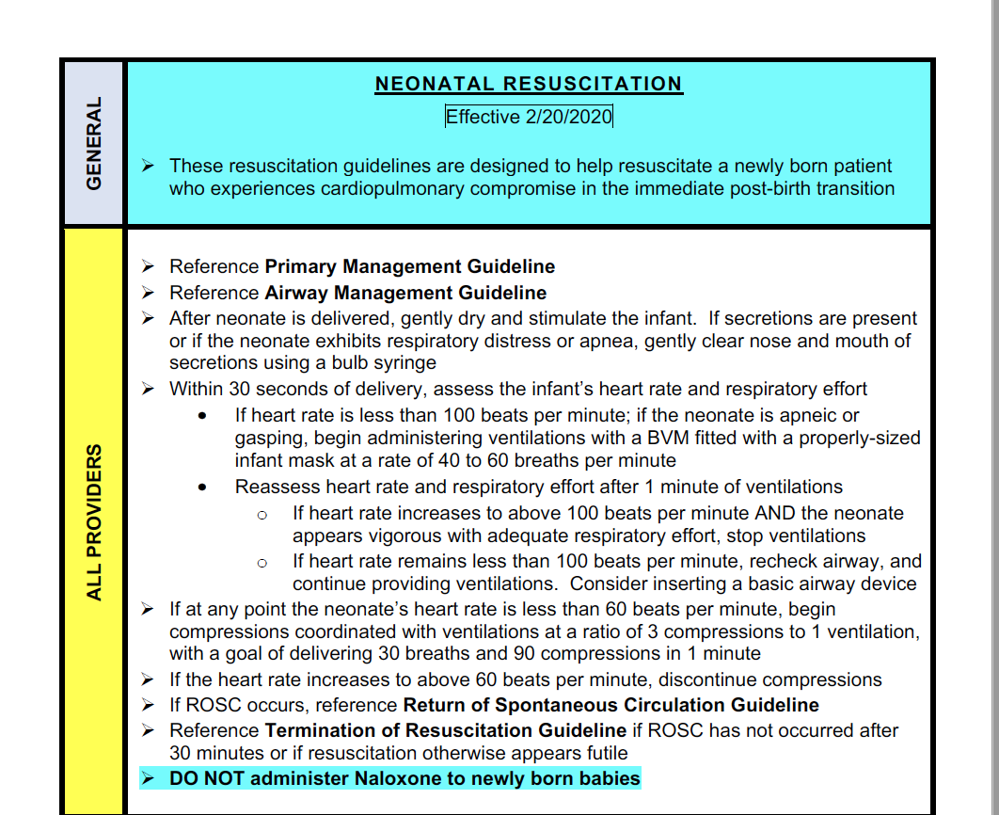 GENERAL
NEONATAL RESUSCITATION
Effective 2/20/2020
➢ These resuscitation guidelines are designed to help resuscitate a newly born patient
who experiences cardiopulmonary compromise in the immediate post-birth transition
ALL PROVIDERS
➢ Reference Primary Management Guideline
➢ Reference Airway Management Guideline
➢ After neonate is delivered, gently dry and stimulate the infant.  If secretions are present
or if the neonate exhibits respiratory distress or apnea, gently clear nose and mouth of
secretions using a bulb syringe
➢ Within 30 seconds of delivery, assess the infant's heart rate and respiratory effort
• If heart rate is less than 100 beats per minute; if the neonate is apneic or
gasping, begin administering ventilations with a BVM fitted with a properly-sized
infant mask at a rate of 40 to 60 breaths per minute
• Reassess heart rate and respiratory effort after 1 minute of ventilations
○ If heart rate increases to above 100 beats per minute AND the neonate
appears vigorous with adequate respiratory effort, stop ventilations
○ If heart rate remains less than 100 beats per minute, recheck airway, and
continue providing ventilations.  Consider inserting a basic airway device
➢ If at any point the neonate's heart rate is less than 60 beats per minute, begin
compressions coordinated with ventilations at a ratio of 3 compressions to 1 ventilation,
with a goal of delivering 30 breaths and 90 compressions in 1 minute
➢ If the heart rate increases to above 60 beats per minute, discontinue compressions
➢ If ROSC occurs, reference Return of Spontaneous Circulation Guideline
➢ Reference Termination of Resuscitation Guideline if ROSC has not occurred after
30 minutes or if resuscitation otherwise appears futile
➢ DO NOT administer Naloxone to newly born babies